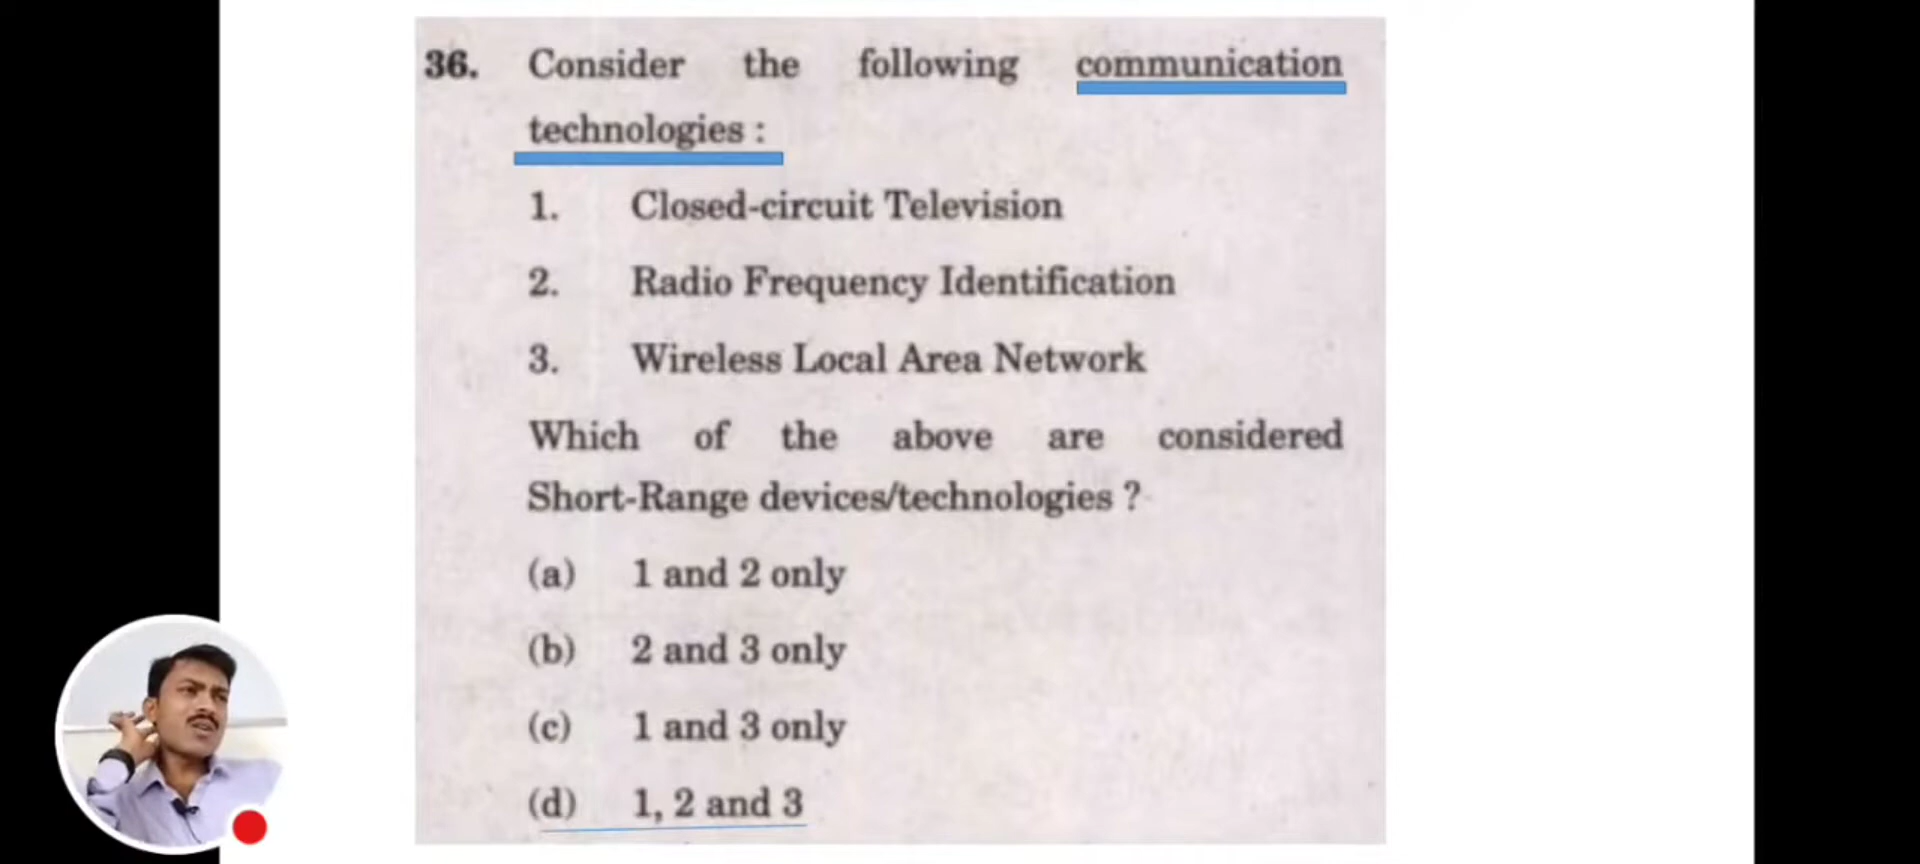 36. Consider the following communication
technologies :
1. Closed-circuit Television
2. Radio Frequency Identification
3. Wireless Local Area Network
Which of the above are considered
Short-Range devices/technologies ?
(a) 1 and 2 only
(b) 2 and 3 only
(c) 1 and 3 only
(d) 1, 2 and 3